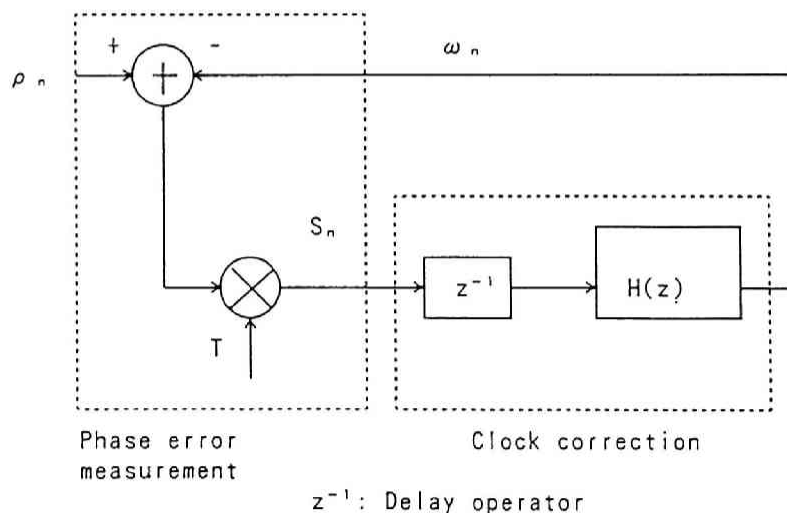 + - ω n
ρ n
S n
z⁻¹ H(z)
T
Phase error
measurement
Clock correction
z⁻¹: Delay operator